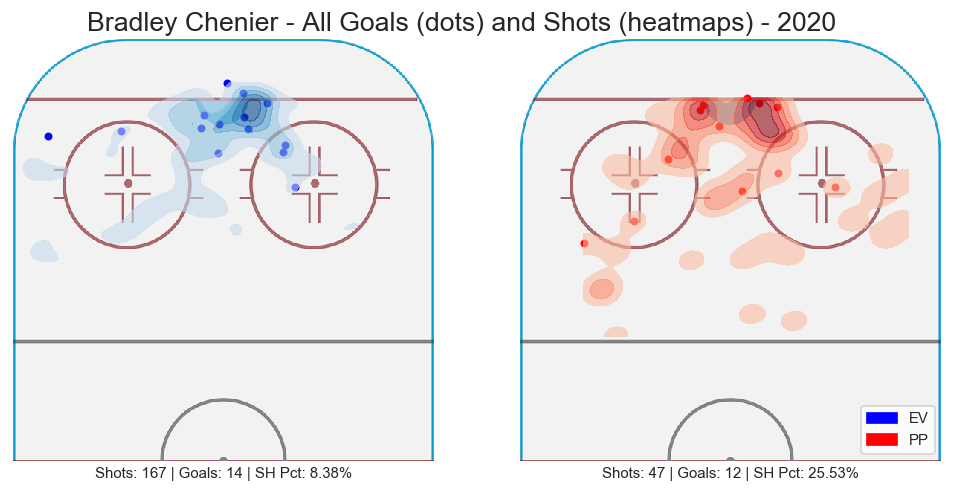 Bradley Chenier - All Goals (dots) and Shots (heatmaps) - 2020
EV
PP
Shots: 167 | Goals: 14 | SH Pct: 8.38%
Shots: 47 | Goals: 12 | SH Pct: 25.53%